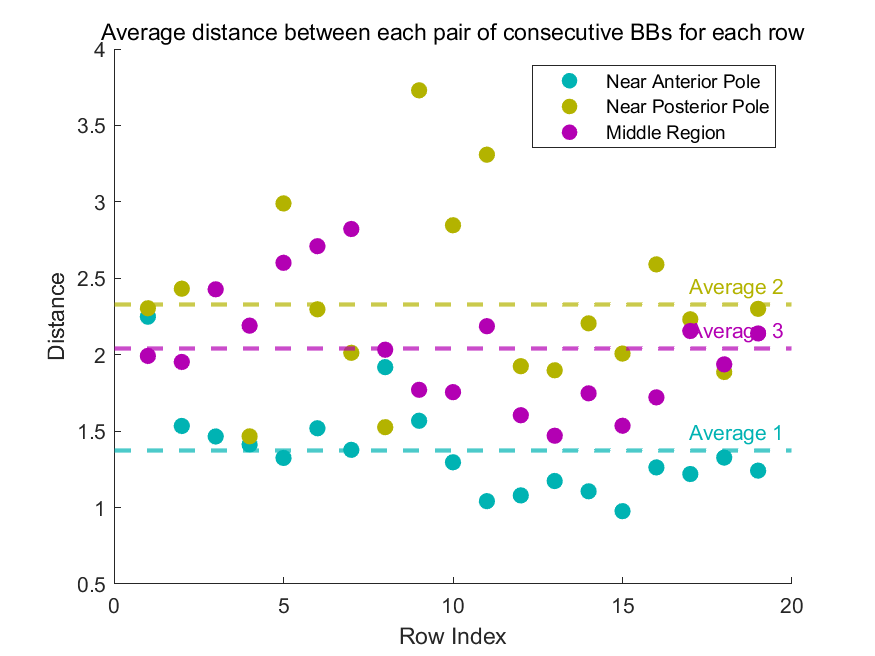 Average distance between each pair of consecutive BBs for each row
4
3.5
3
2.5
2
1.5
1
0.5
0
5
10
15
20
Distance
Row Index
Near Anterior Pole
Near Posterior Pole
Middle Region
Average 2
Average 3
Average 1